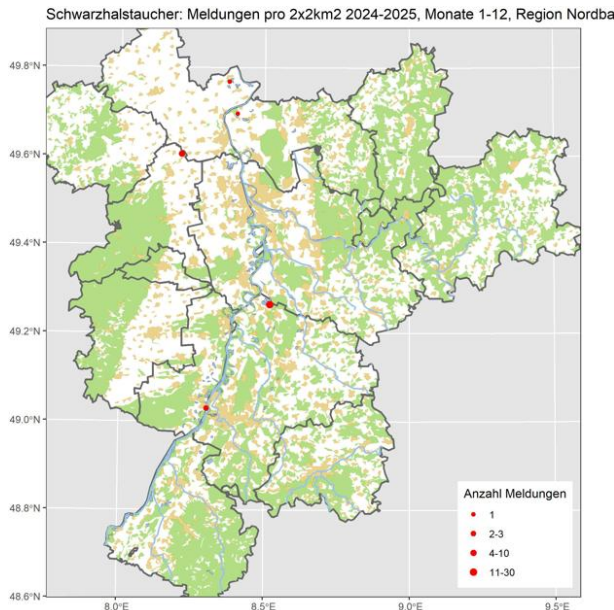 Schwarzhalstaucher: Meldungen pro 2x2km2 2024-2025, Monate 1-12, Region Nordba
49.8°N
49.6°N
49.4°N
49.2°N
49.0°N
48.8°N
48.6°N
Anzahl Meldungen
1
2-3
4-10
11-30
8.0°E
8.5°E
9.0°E
9.5°E